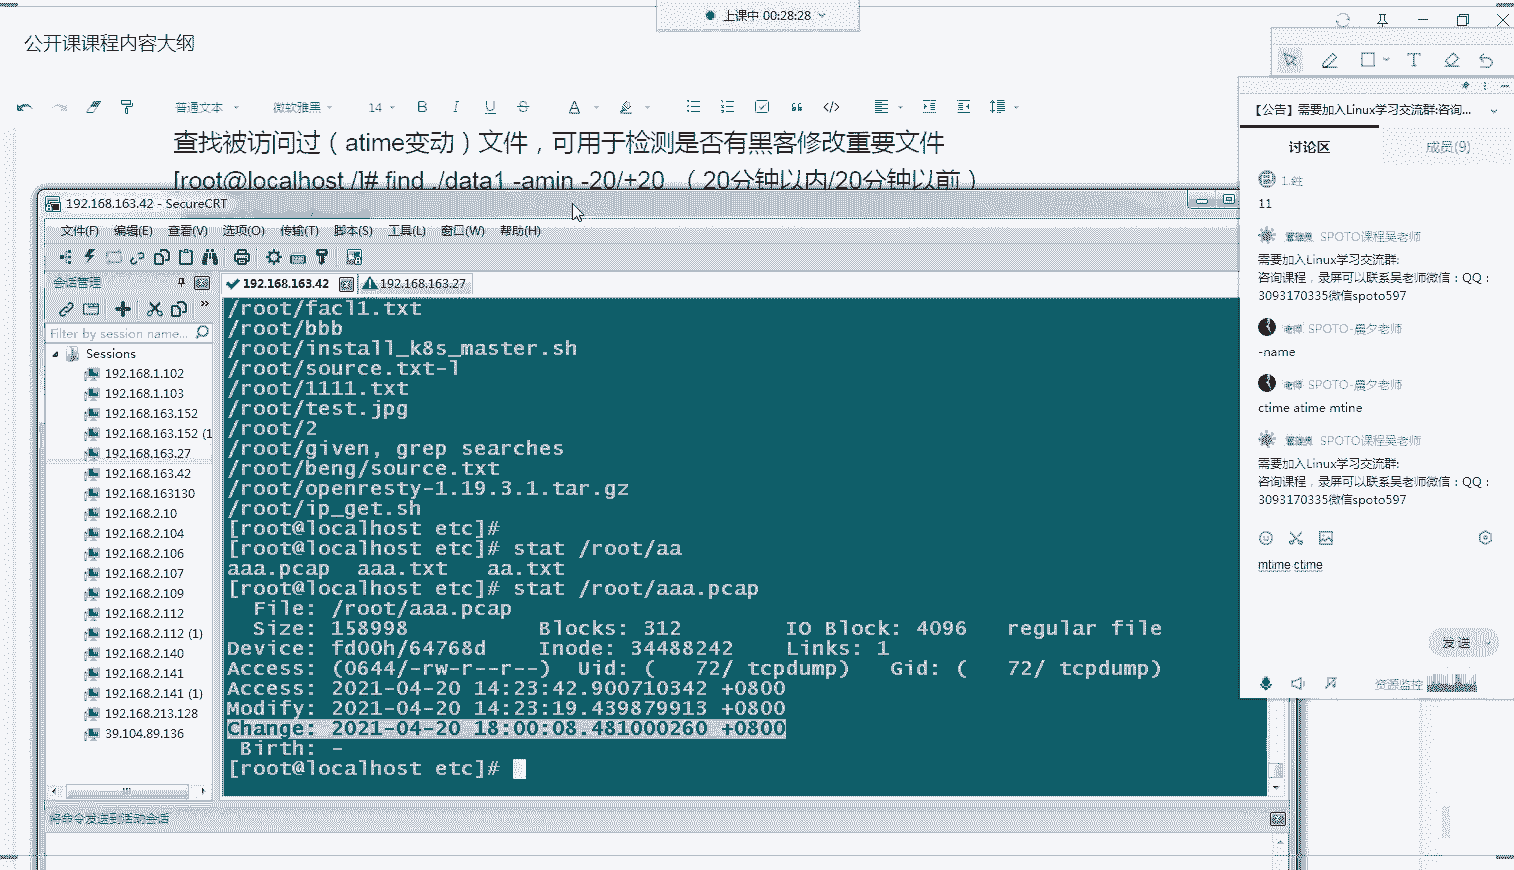 上课中 00:28:28
公开课课程内容大纲
普通文本
微软雅黑
14
B
I
U
S
A
查找被访问过（atime变动）文件，可用于检测是否有黑客修改重要文件
[root@localhost /]# find ./data1 -amin -20/+20 （20分钟以内/20分钟以前）
192.168.163.42 - SecureCRT
文件(F) 编辑(E) 查看(V) 选项(O) 传输(T) 脚本(S) 工具(L) 窗口(W) 帮助(H)
会话管理
192.168.163.42
192.168.163.27
Filter by session name...
Sessions
192.168.1.102
192.168.1.103
192.168.163.152
192.168.163.152 (1
192.168.163.27
192.168.163.42
192.168.163130
192.168.2.10
192.168.2.104
192.168.2.106
192.168.2.107
192.168.2.109
192.168.2.112
192.168.2.112 (1)
192.168.2.140
192.168.2.141
192.168.2.141 (1)
192.168.213.128
39.104.89.136
/root/facl1.txt
/root/bbb
/root/install_k8s_master.sh
/root/source.txt-l
/root/1111.txt
/root/test.jpg
/root/2
/root/given, grep searches
/root/beng/source.txt
/root/openresty-1.19.3.1.tar.gz
/root/ip_get.sh
[root@localhost etc]#
[root@localhost etc]# stat /root/aa
aaa.pcap aaa.txt aa.txt
[root@localhost etc]# stat /root/aaa.pcap
File: /root/aaa.pcap
Size: 158998 Blocks: 312 IO Block: 4096 regular file
Device: fd00h/64768d Inode: 34488242 Links: 1
Access: (0644/-rw-r--r--) Uid: ( 72/ tcpdump) Gid: ( 72/ tcpdump)
Access: 2021-04-20 14:23:42.900710342 +0800
Modify: 2021-04-20 14:23:19.439879913 +0800
Change: 2021-04-20 18:00:08.481000260 +0800
Birth: -
[root@localhost etc]#
将命令发送到活动会话
【公告】需要加入Linux学习交流群:咨询...
讨论区
成员(9)
11
SPOTO课程吴老师
需要加入Linux学习交流群:
咨询课程，录屏可以联系吴老师微信：QQ：
3093170335微信spoto597
老师 SPOTO-晨夕老师
-name
老师 SPOTO-晨夕老师
ctime atime mtine
SPOTO课程吴老师
需要加入Linux学习交流群:
咨询课程，录屏可以联系吴老师微信：QQ：
3093170335微信spoto597
mtime ctime
发送
资源监控